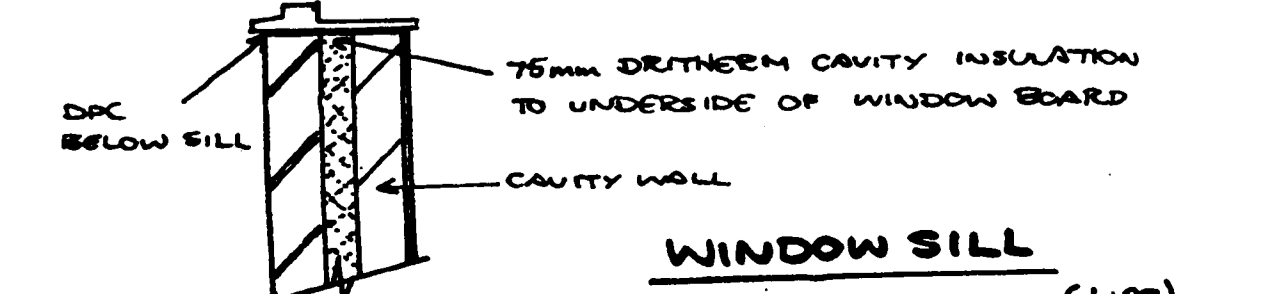 75mm DRITHERM CAVITY INSULATION
TO UNDERSIDE OF WINDOW BOARD
DPC
BELOW SILL
CAVITY WALL
WINDOW SILL